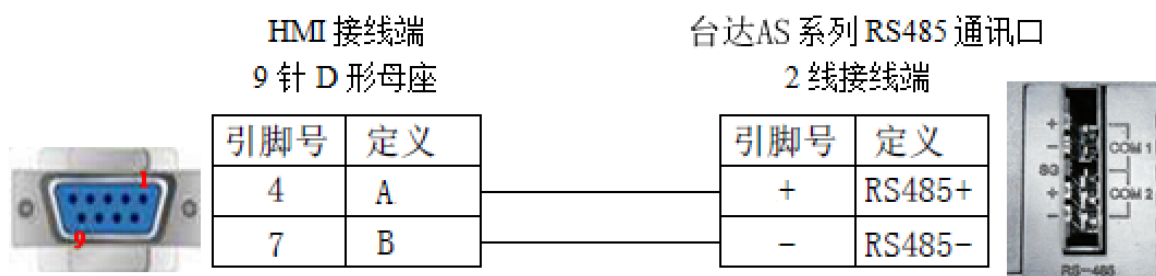 HMI 接线端
9 针 D 形母座
台达AS 系列 RS485 通讯口
2 线接线端
引脚号 定义
4 A
7 B
引脚号 定义
+ RS485+
− RS485−
1
9
+
− COM 1
SG
+ COM 2
−
RS-485